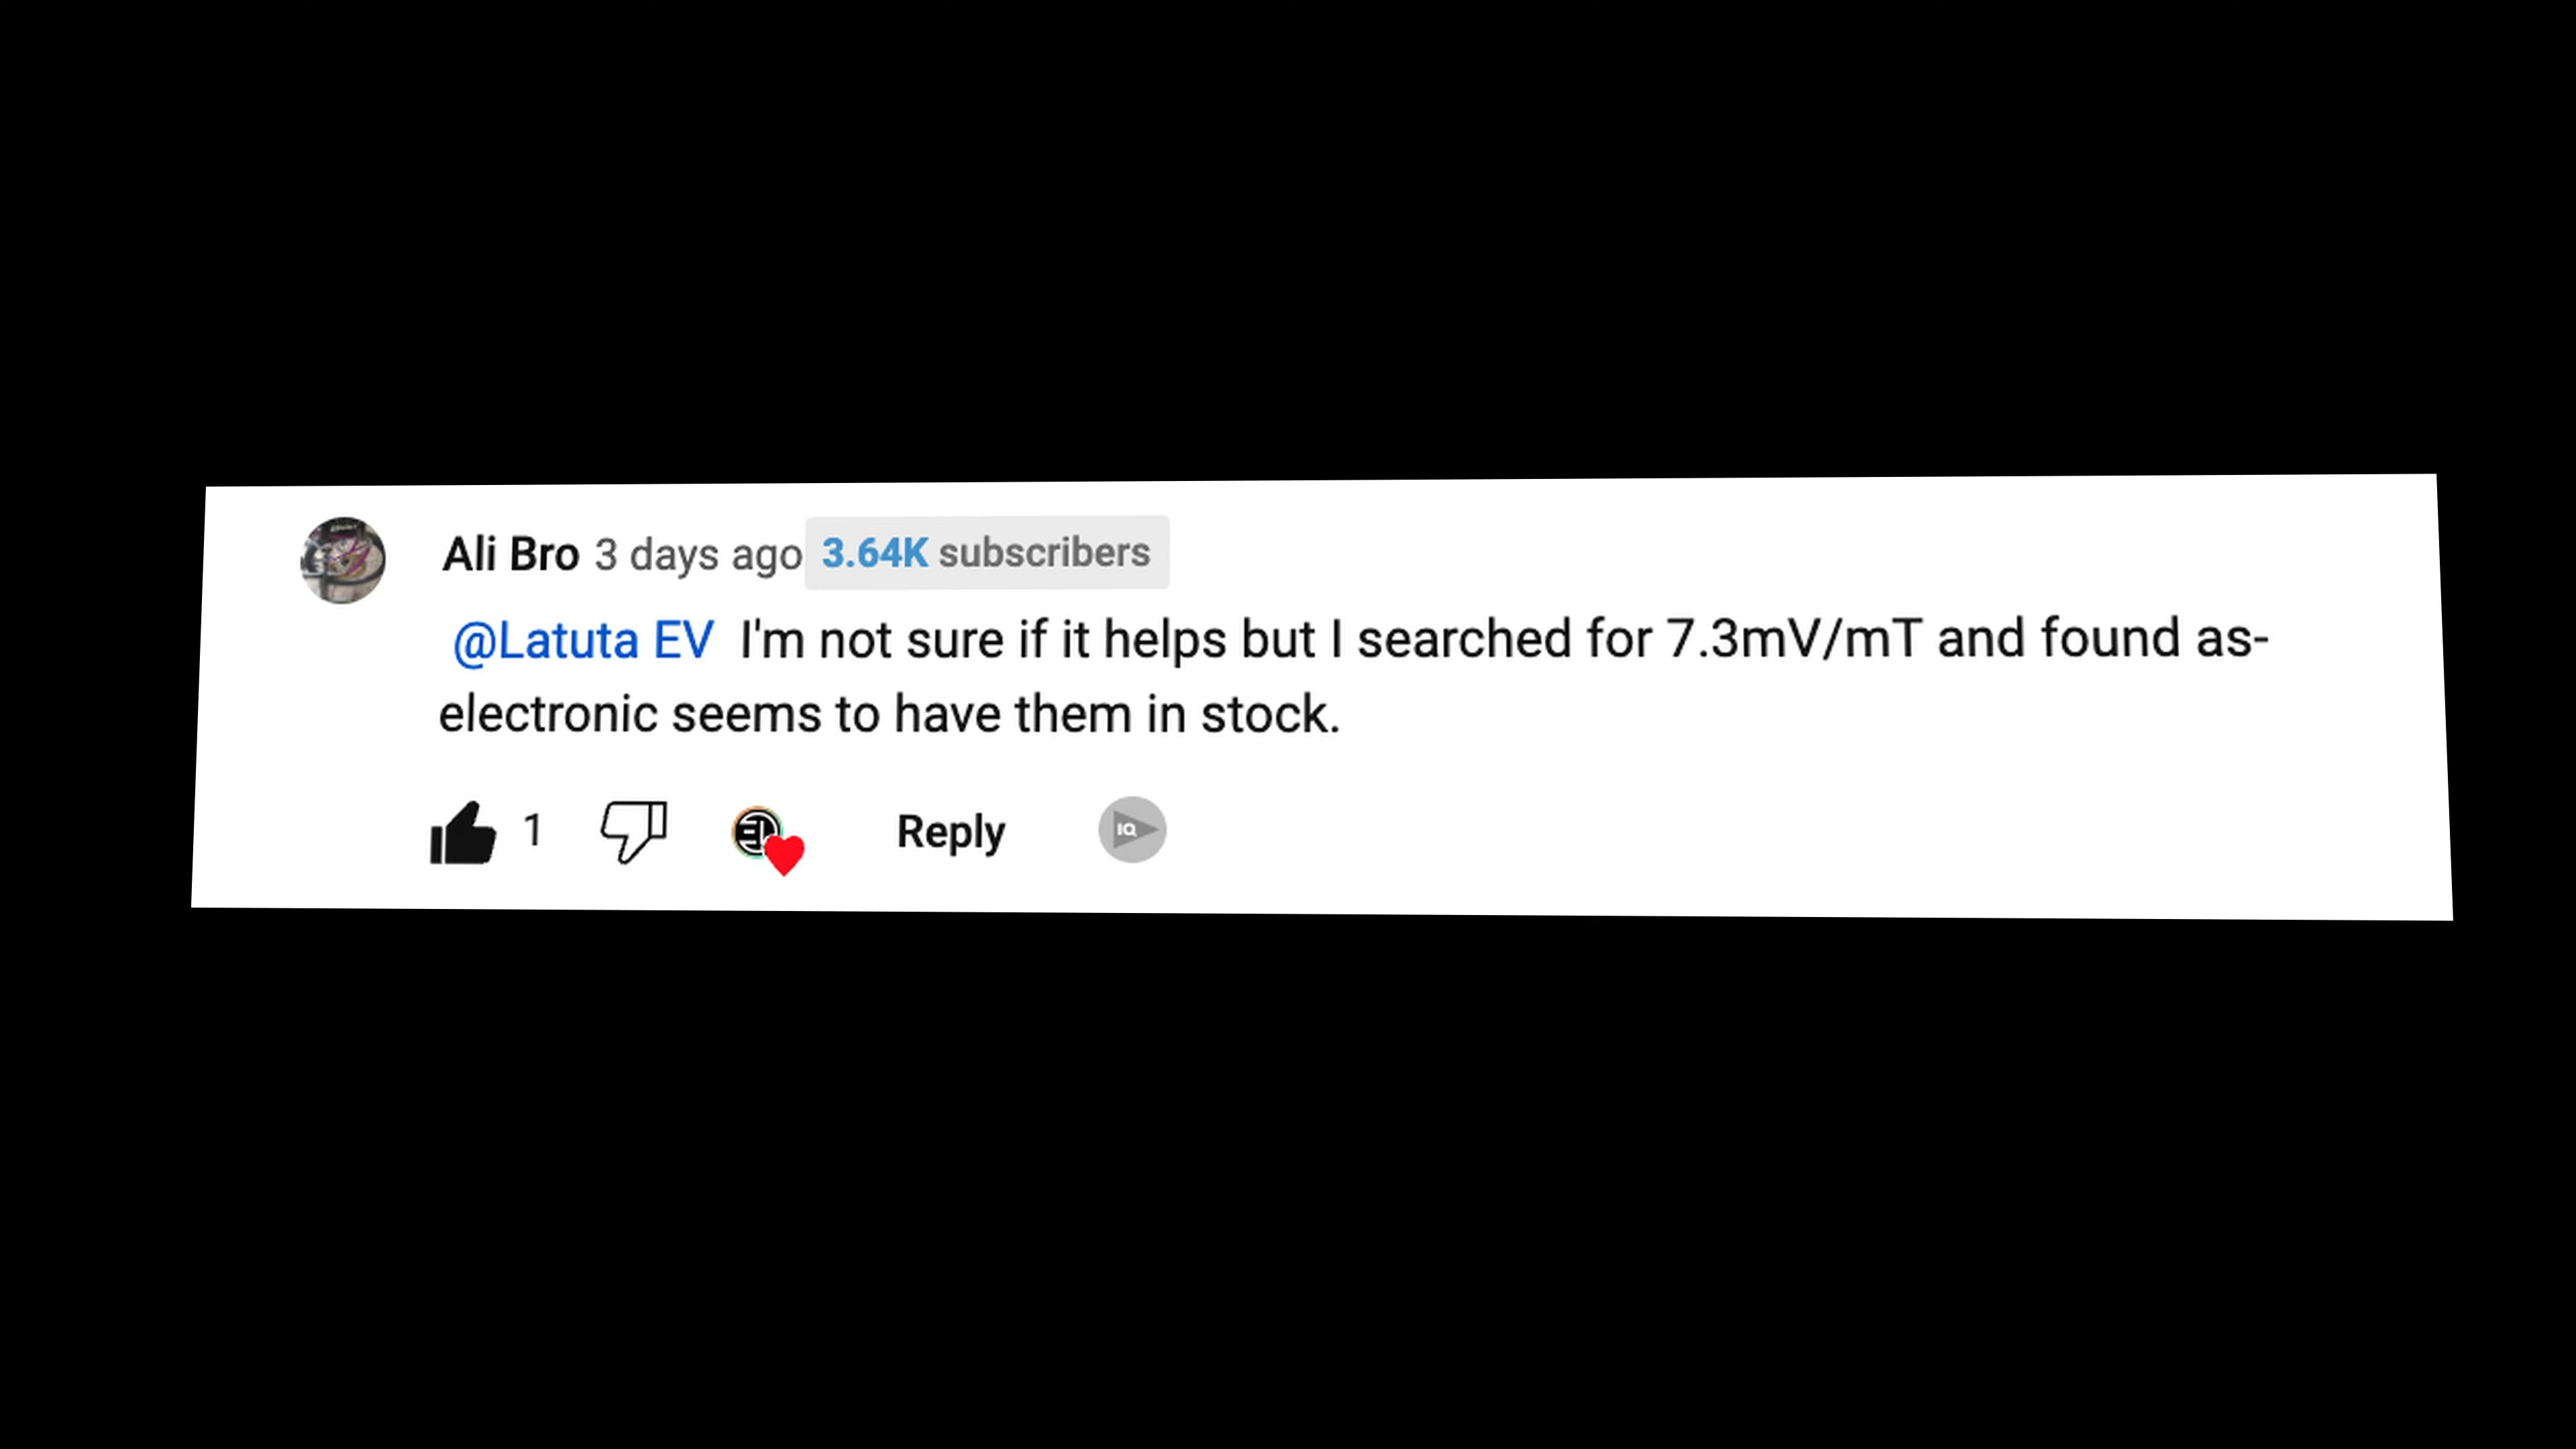 Ali Bro 3 days ago 3.64K subscribers
@Latuta EV I'm not sure if it helps but I searched for 7.3mV/mT and found as-
electronic seems to have them in stock.
1 Reply IQ